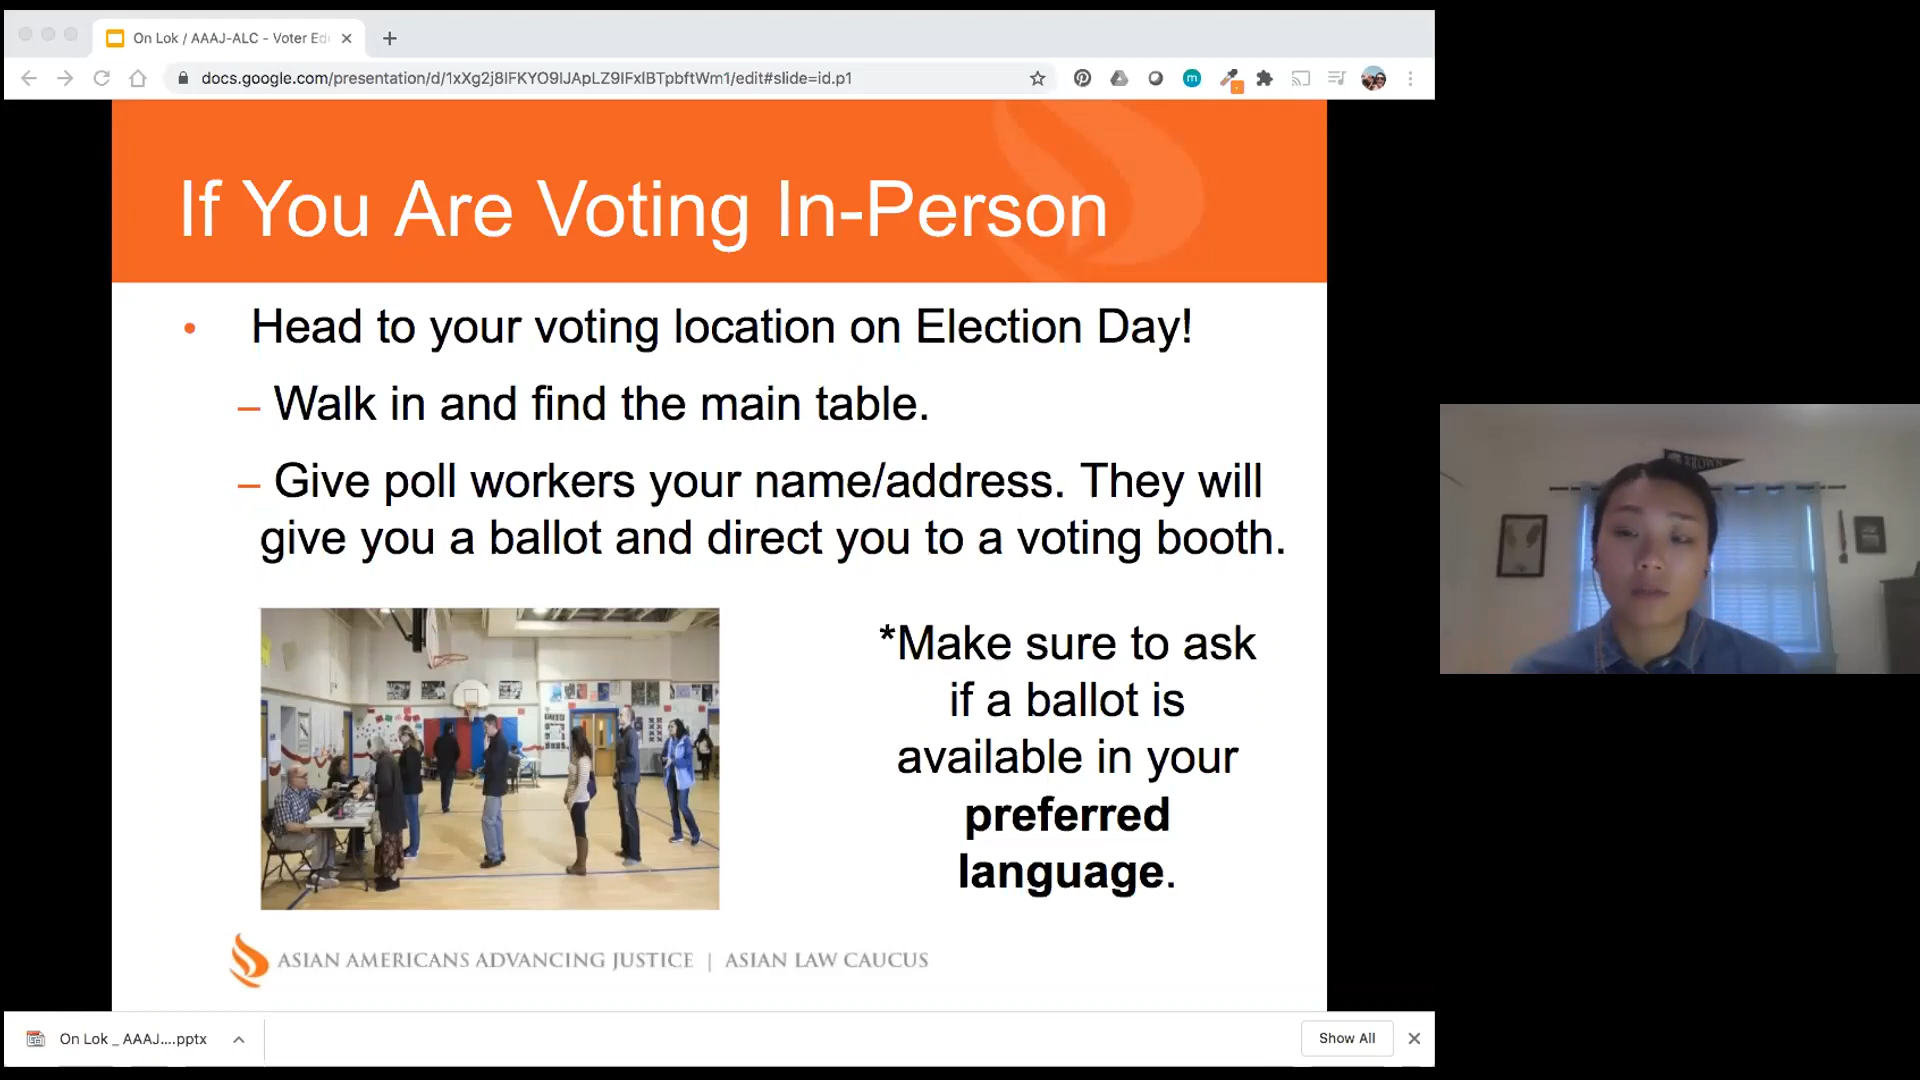 On Lok / AAAJ-ALC - Voter Ed
docs.google.com/presentation/d/1xXg2j8lFKYO9lJApLZ9lFxlBTpbftWm1/edit#slide=id.p1
If You Are Voting In-Person
• Head to your voting location on Election Day!
– Walk in and find the main table.
– Give poll workers your name/address. They will
give you a ballot and direct you to a voting booth.
*Make sure to ask
if a ballot is
available in your
preferred
language.
BROWN
ASIAN AMERICANS ADVANCING JUSTICE | ASIAN LAW CAUCUS
On Lok _ AAAJ....pptx
Show All